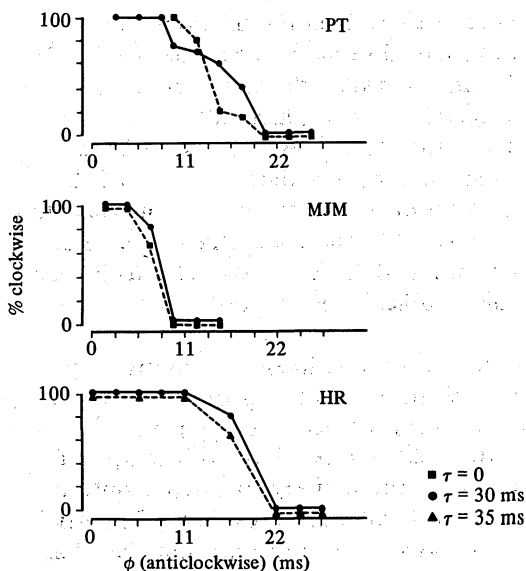 100
PT
0
0 11 22
100
MJM
% clockwise
0
0 11 22
100
HR
0
0 11 22
■ τ = 0
● τ = 30 ms
▲ τ = 35 ms
ϕ (anticlockwise) (ms)